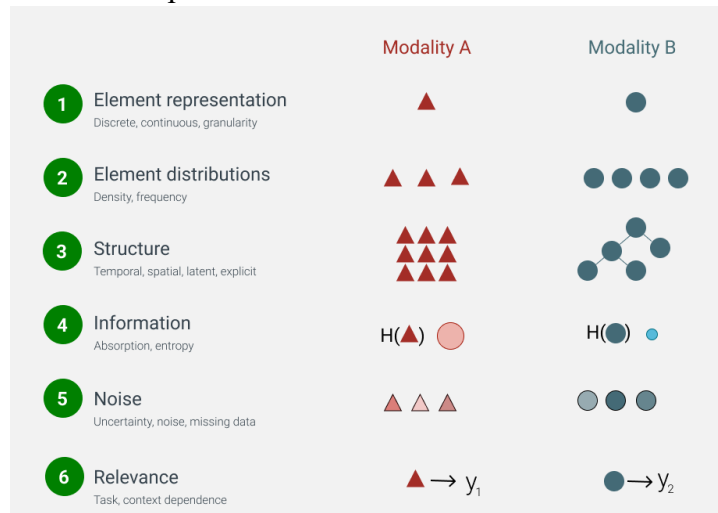 Modality A Modality B
1 Element representation
Discrete, continuous, granularity
2 Element distributions
Density, frequency
3 Structure
Temporal, spatial, latent, explicit
4 Information H( ) H( )
Absorption, entropy
5 Noise
Uncertainty, noise, missing data
6 Relevance → y₁ → y₂
Task, context dependence